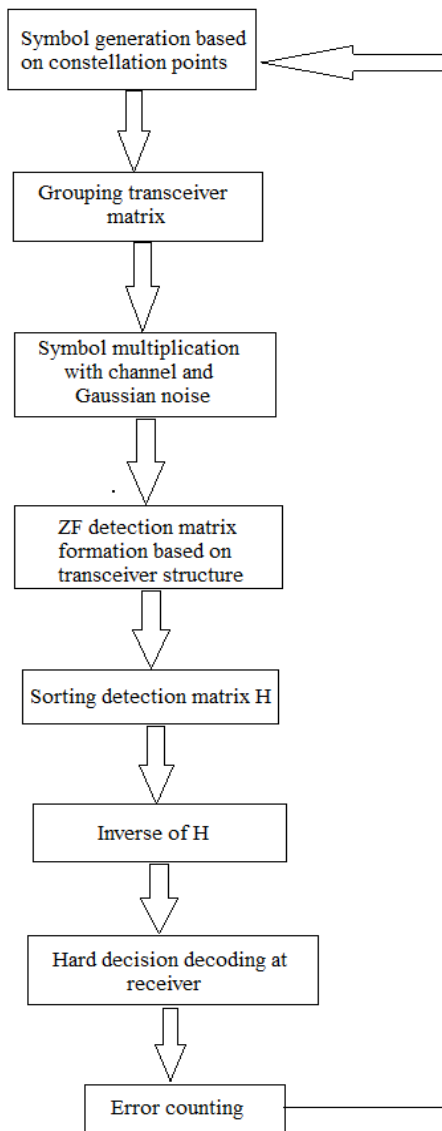 Symbol generation based
on constellation points
Grouping transceiver
matrix
Symbol multiplication
with channel and
Gaussian noise
ZF detection matrix
formation based on
transceiver structure
Sorting detection matrix H
Inverse of H
Hard decision decoding at
receiver
Error counting